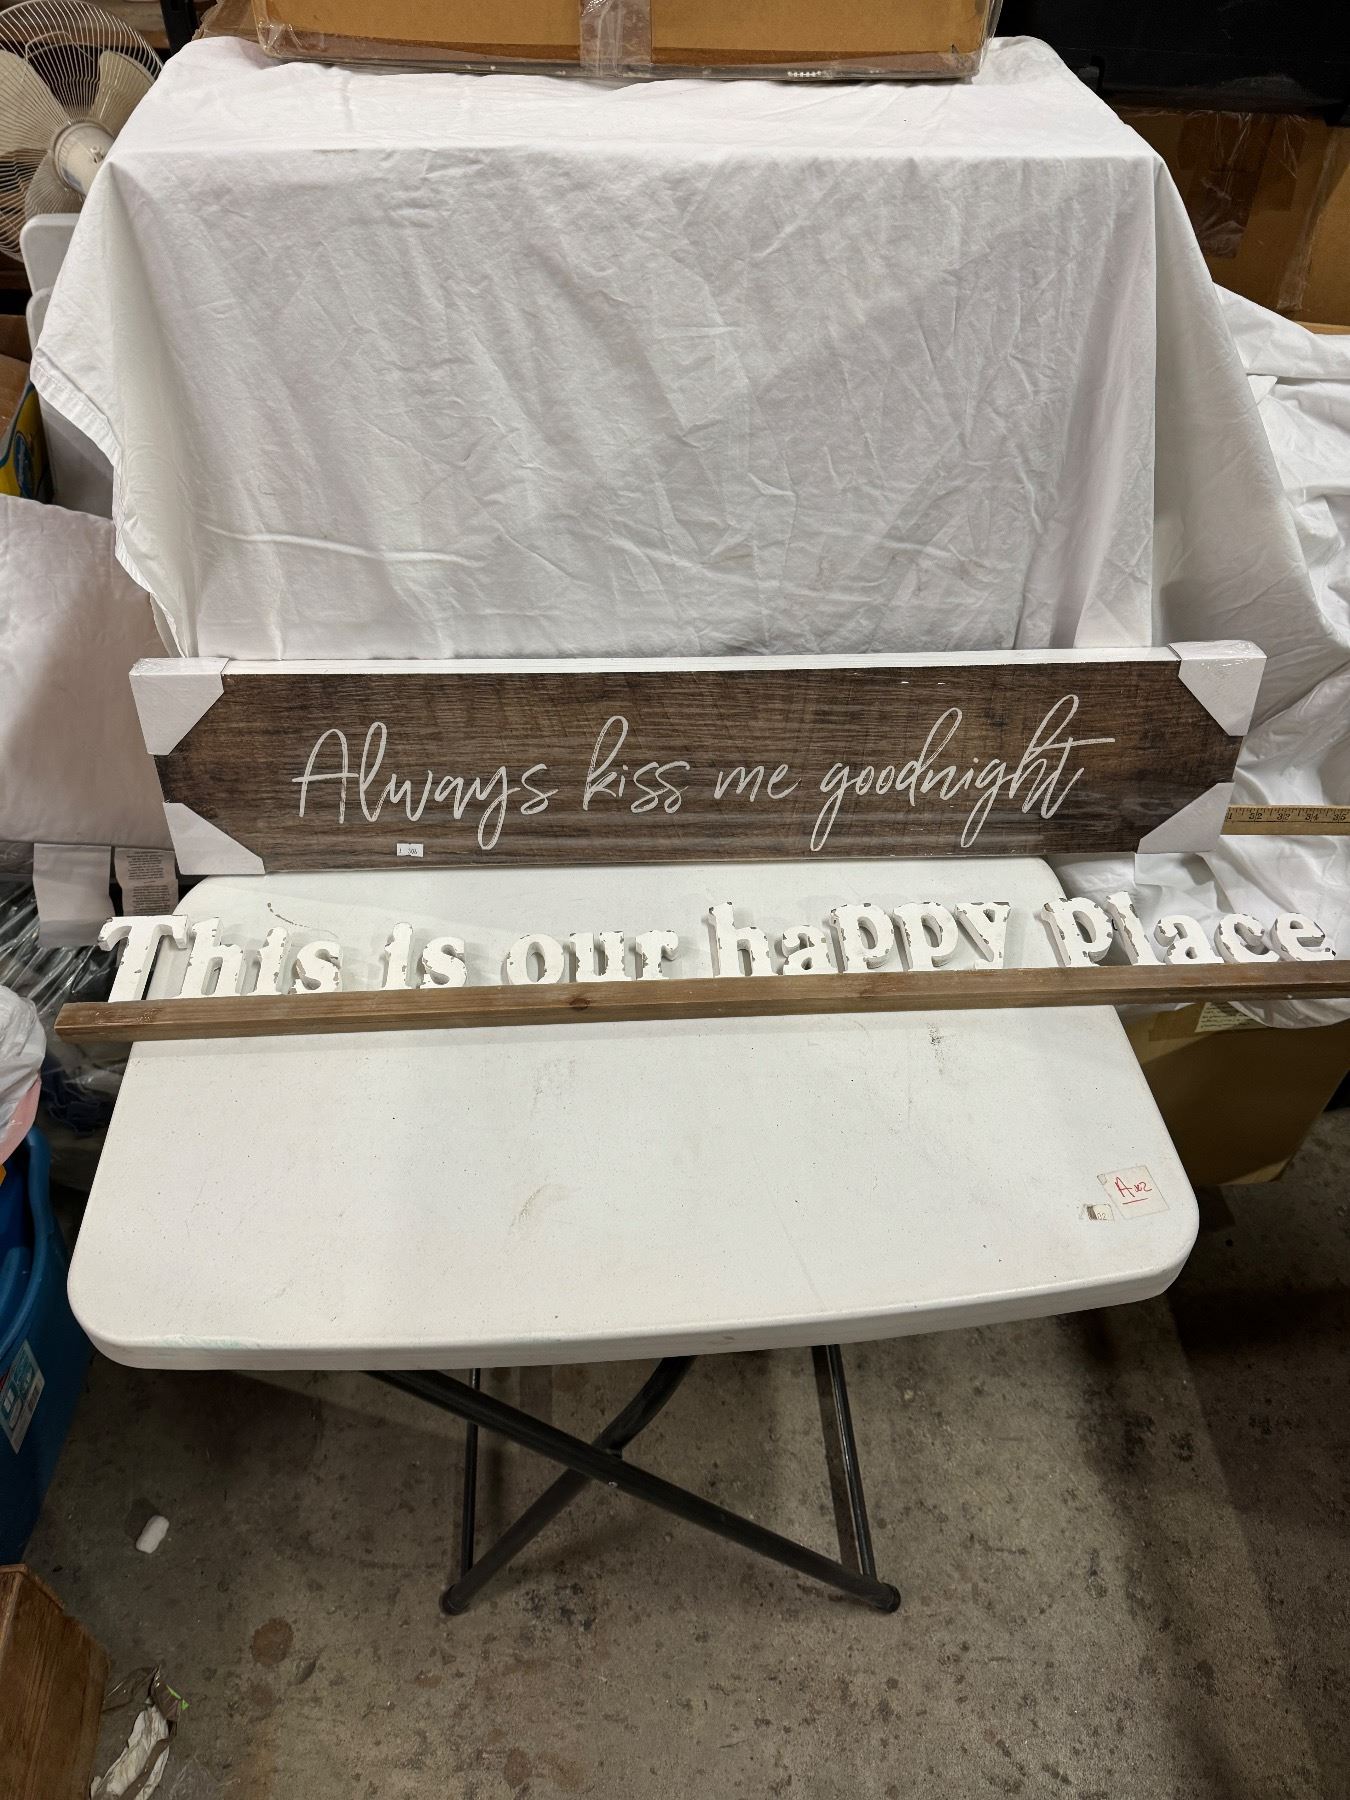 Always kiss me goodnight
This is our happy place
A